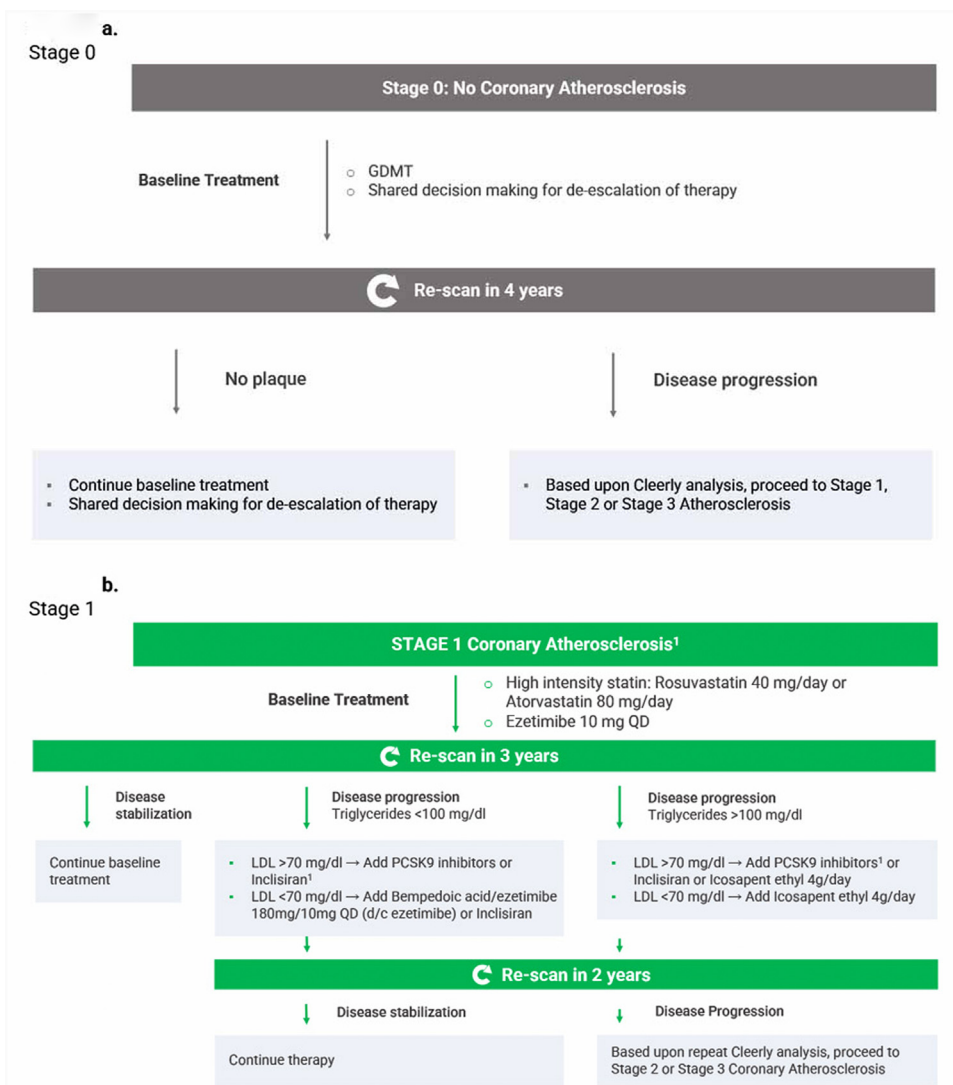 a.
Stage 0
Stage 0: No Coronary Atherosclerosis
Baseline Treatment
○ GDMT
○ Shared decision making for de-escalation of therapy
Re-scan in 4 years
No plaque
Disease progression
▪ Continue baseline treatment
▪ Shared decision making for de-escalation of therapy
▪ Based upon Cleerly analysis, proceed to Stage 1,
Stage 2 or Stage 3 Atherosclerosis
b.
Stage 1
STAGE 1 Coronary Atherosclerosis¹
Baseline Treatment
○ High intensity statin: Rosuvastatin 40 mg/day or
Atorvastatin 80 mg/day
○ Ezetimibe 10 mg QD
Re-scan in 3 years
Disease
stabilization
Disease progression
Triglycerides <100 mg/dl
Disease progression
Triglycerides >100 mg/dl
Continue baseline
treatment
▪ LDL >70 mg/dl → Add PCSK9 inhibitors or
Inclisiran¹
▪ LDL <70 mg/dl → Add Bempedoic acid/ezetimibe
180mg/10mg QD (d/c ezetimibe) or Inclisiran
▪ LDL >70 mg/dl → Add PCSK9 inhibitors¹ or
Inclisiran or Icosapent ethyl 4g/day
▪ LDL <70 mg/dl → Add Icosapent ethyl 4g/day
Re-scan in 2 years
Disease stabilization
Disease Progression
Continue therapy
Based upon repeat Cleerly analysis, proceed to
Stage 2 or Stage 3 Coronary Atherosclerosis